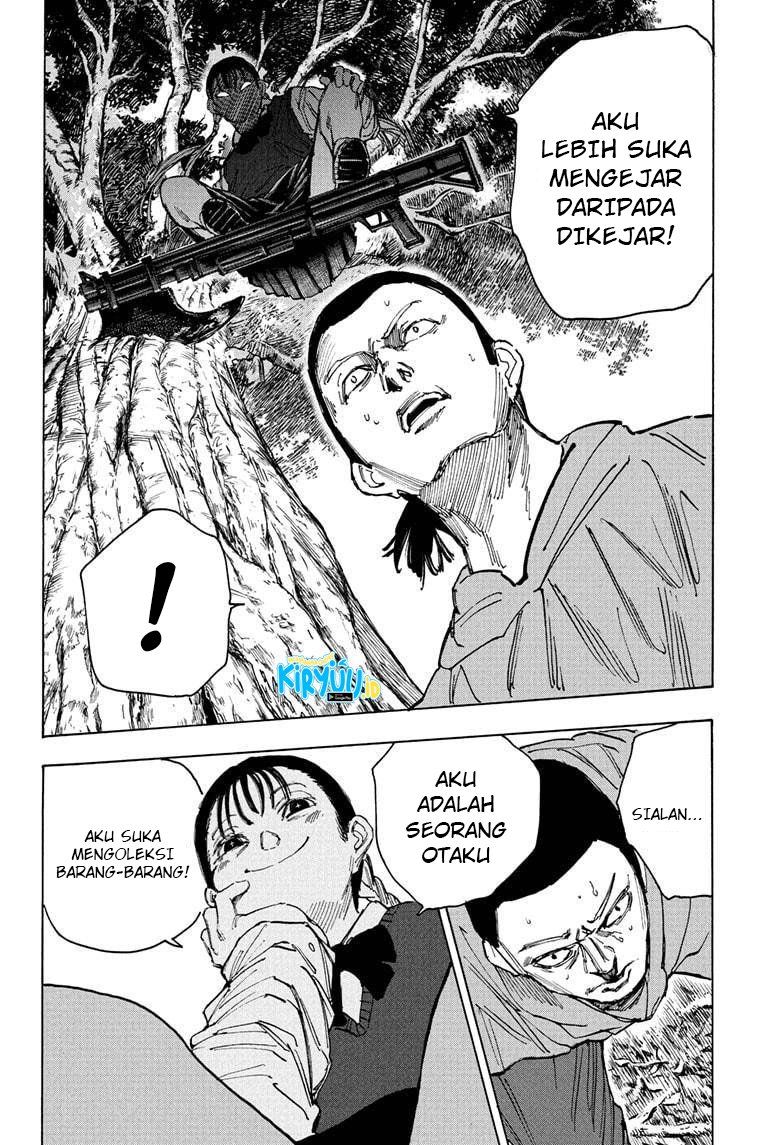 AKU
LEBIH SUKA
MENGEJAR
DARIPADA
DIKEJAR!
!
KIRYUU.ID
SIALAN...
AKU
ADALAH
SEORANG
OTAKU
AKU SUKA
MENGOLEKSI
BARANG-BARANG!